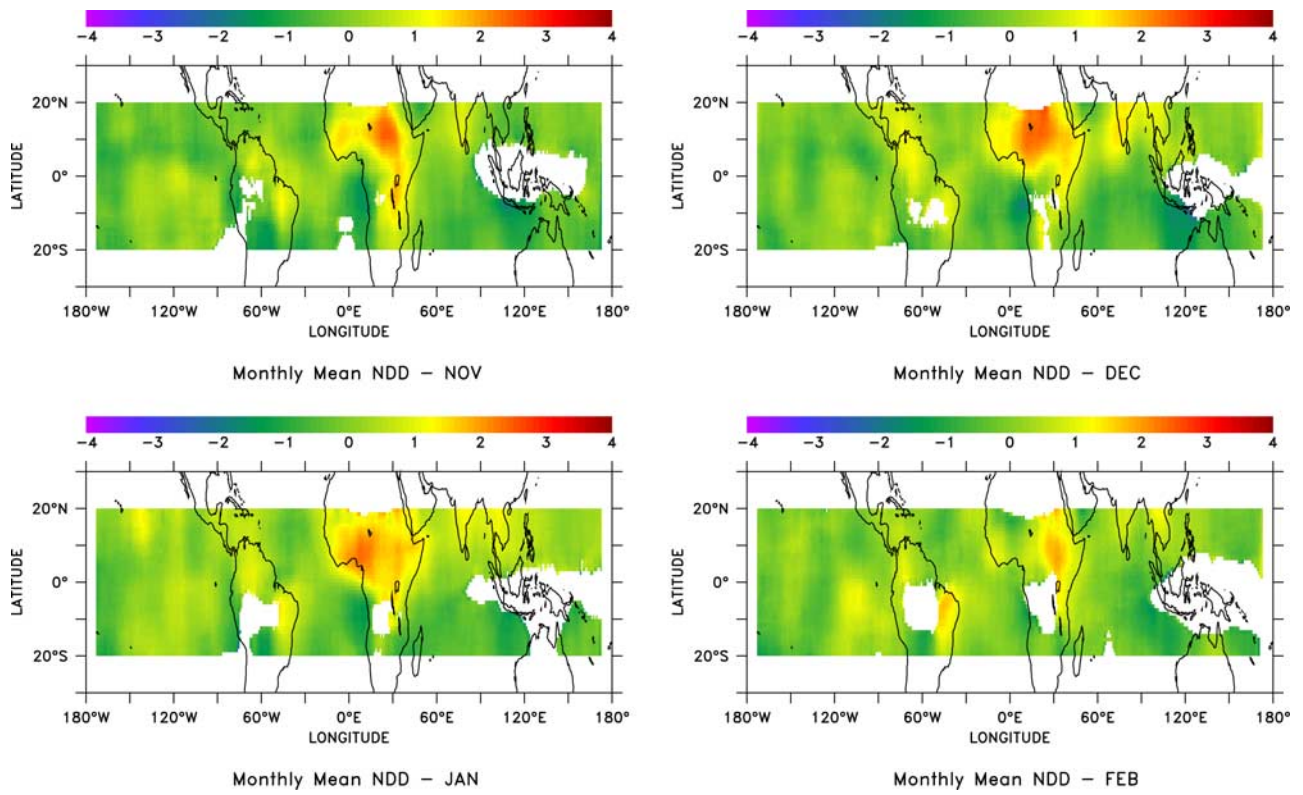 -4 -3 -2 -1 0 1 2 3 4
20°N
0°
20°S
LATITUDE
180°W 120°W 60°W 0°E 60°E 120°E 180°
LONGITUDE
Monthly Mean NDD – NOV
-4 -3 -2 -1 0 1 2 3 4
20°N
0°
20°S
LATITUDE
180°W 120°W 60°W 0°E 60°E 120°E 180°E
LONGITUDE
Monthly Mean NDD – DEC
-4 -3 -2 -1 0 1 2 3 4
20°N
0°
20°S
LATITUDE
180°W 120°W 60°W 0°E 60°E 120°E 180°
LONGITUDE
Monthly Mean NDD – JAN
-4 -3 -2 -1 0 1 2 3 4
20°N
0°
20°S
LATITUDE
180°W 120°W 60°W 0°E 60°E 120°E 180°E
LONGITUDE
Monthly Mean NDD – FEB